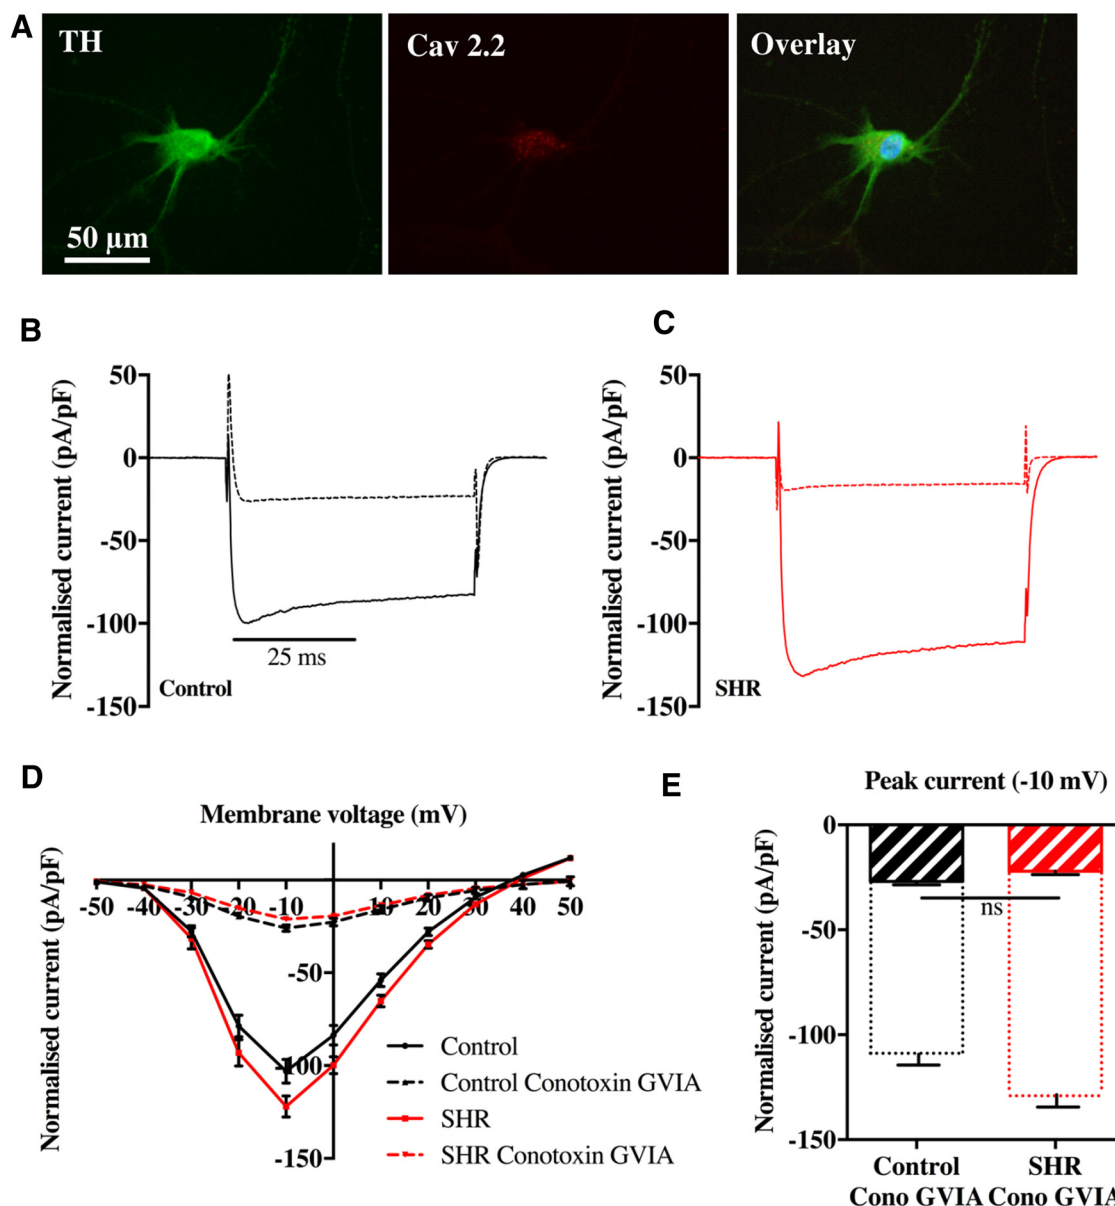 A
TH
Cav 2.2
Overlay
50 µm
B
Normalised current (pA/pF)
50
0
-50
-100
-150
25 ms
Control
C
Normalised current (pA/pF)
50
0
-50
-100
-150
SHR
D
Membrane voltage (mV)
Normalised current (pA/pF)
-50 -40 -30 -20 -10 10 20 30 40 50
-50
-100
-150
Control
Control Conotoxin GVIA
SHR
SHR Conotoxin GVIA
E
Peak current (-10 mV)
Normalised current (pA/pF)
0
-50
-100
-150
ns
Control SHR
Cono GVIA Cono GVIA